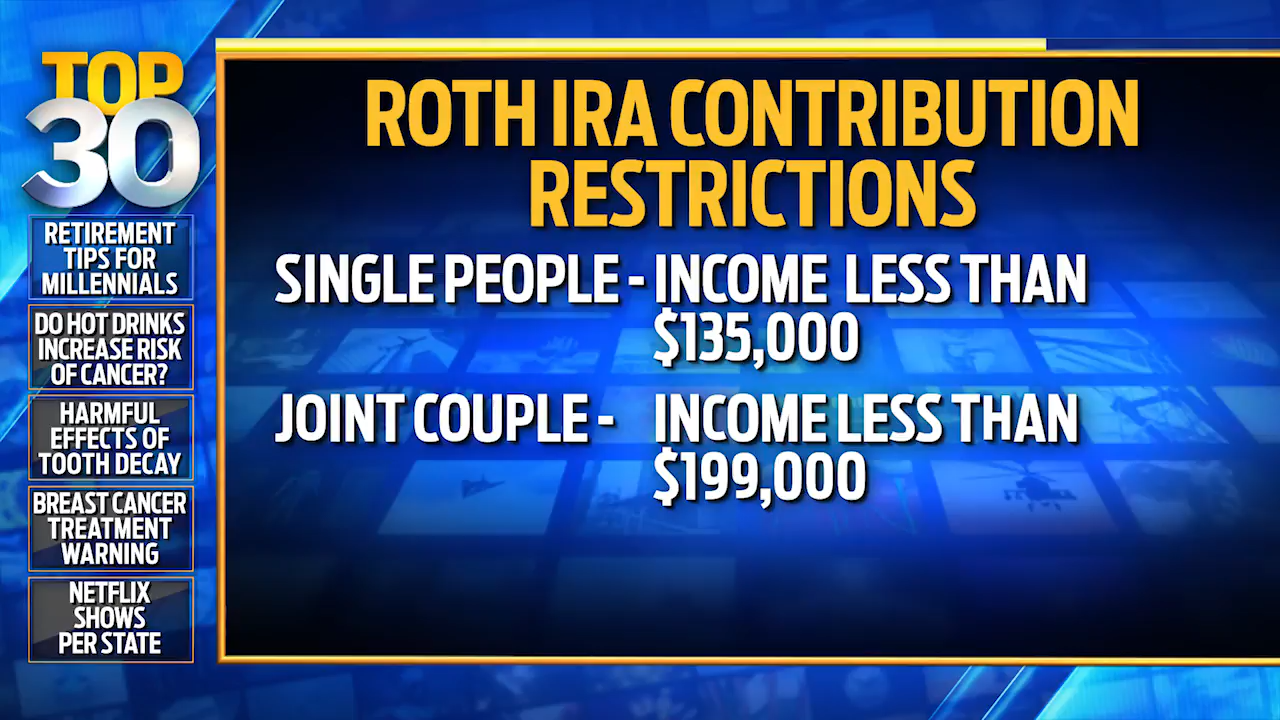 TOP
30
RETIREMENT
TIPS FOR
MILLENNIALS
DO HOT DRINKS
INCREASE RISK
OF CANCER?
HARMFUL
EFFECTS OF
TOOTH DECAY
BREAST CANCER
TREATMENT
WARNING
NETFLIX
SHOWS
PER STATE
ROTH IRA CONTRIBUTION
RESTRICTIONS
SINGLE PEOPLE - INCOME LESS THAN
$135,000
JOINT COUPLE - INCOME LESS THAN
$199,000